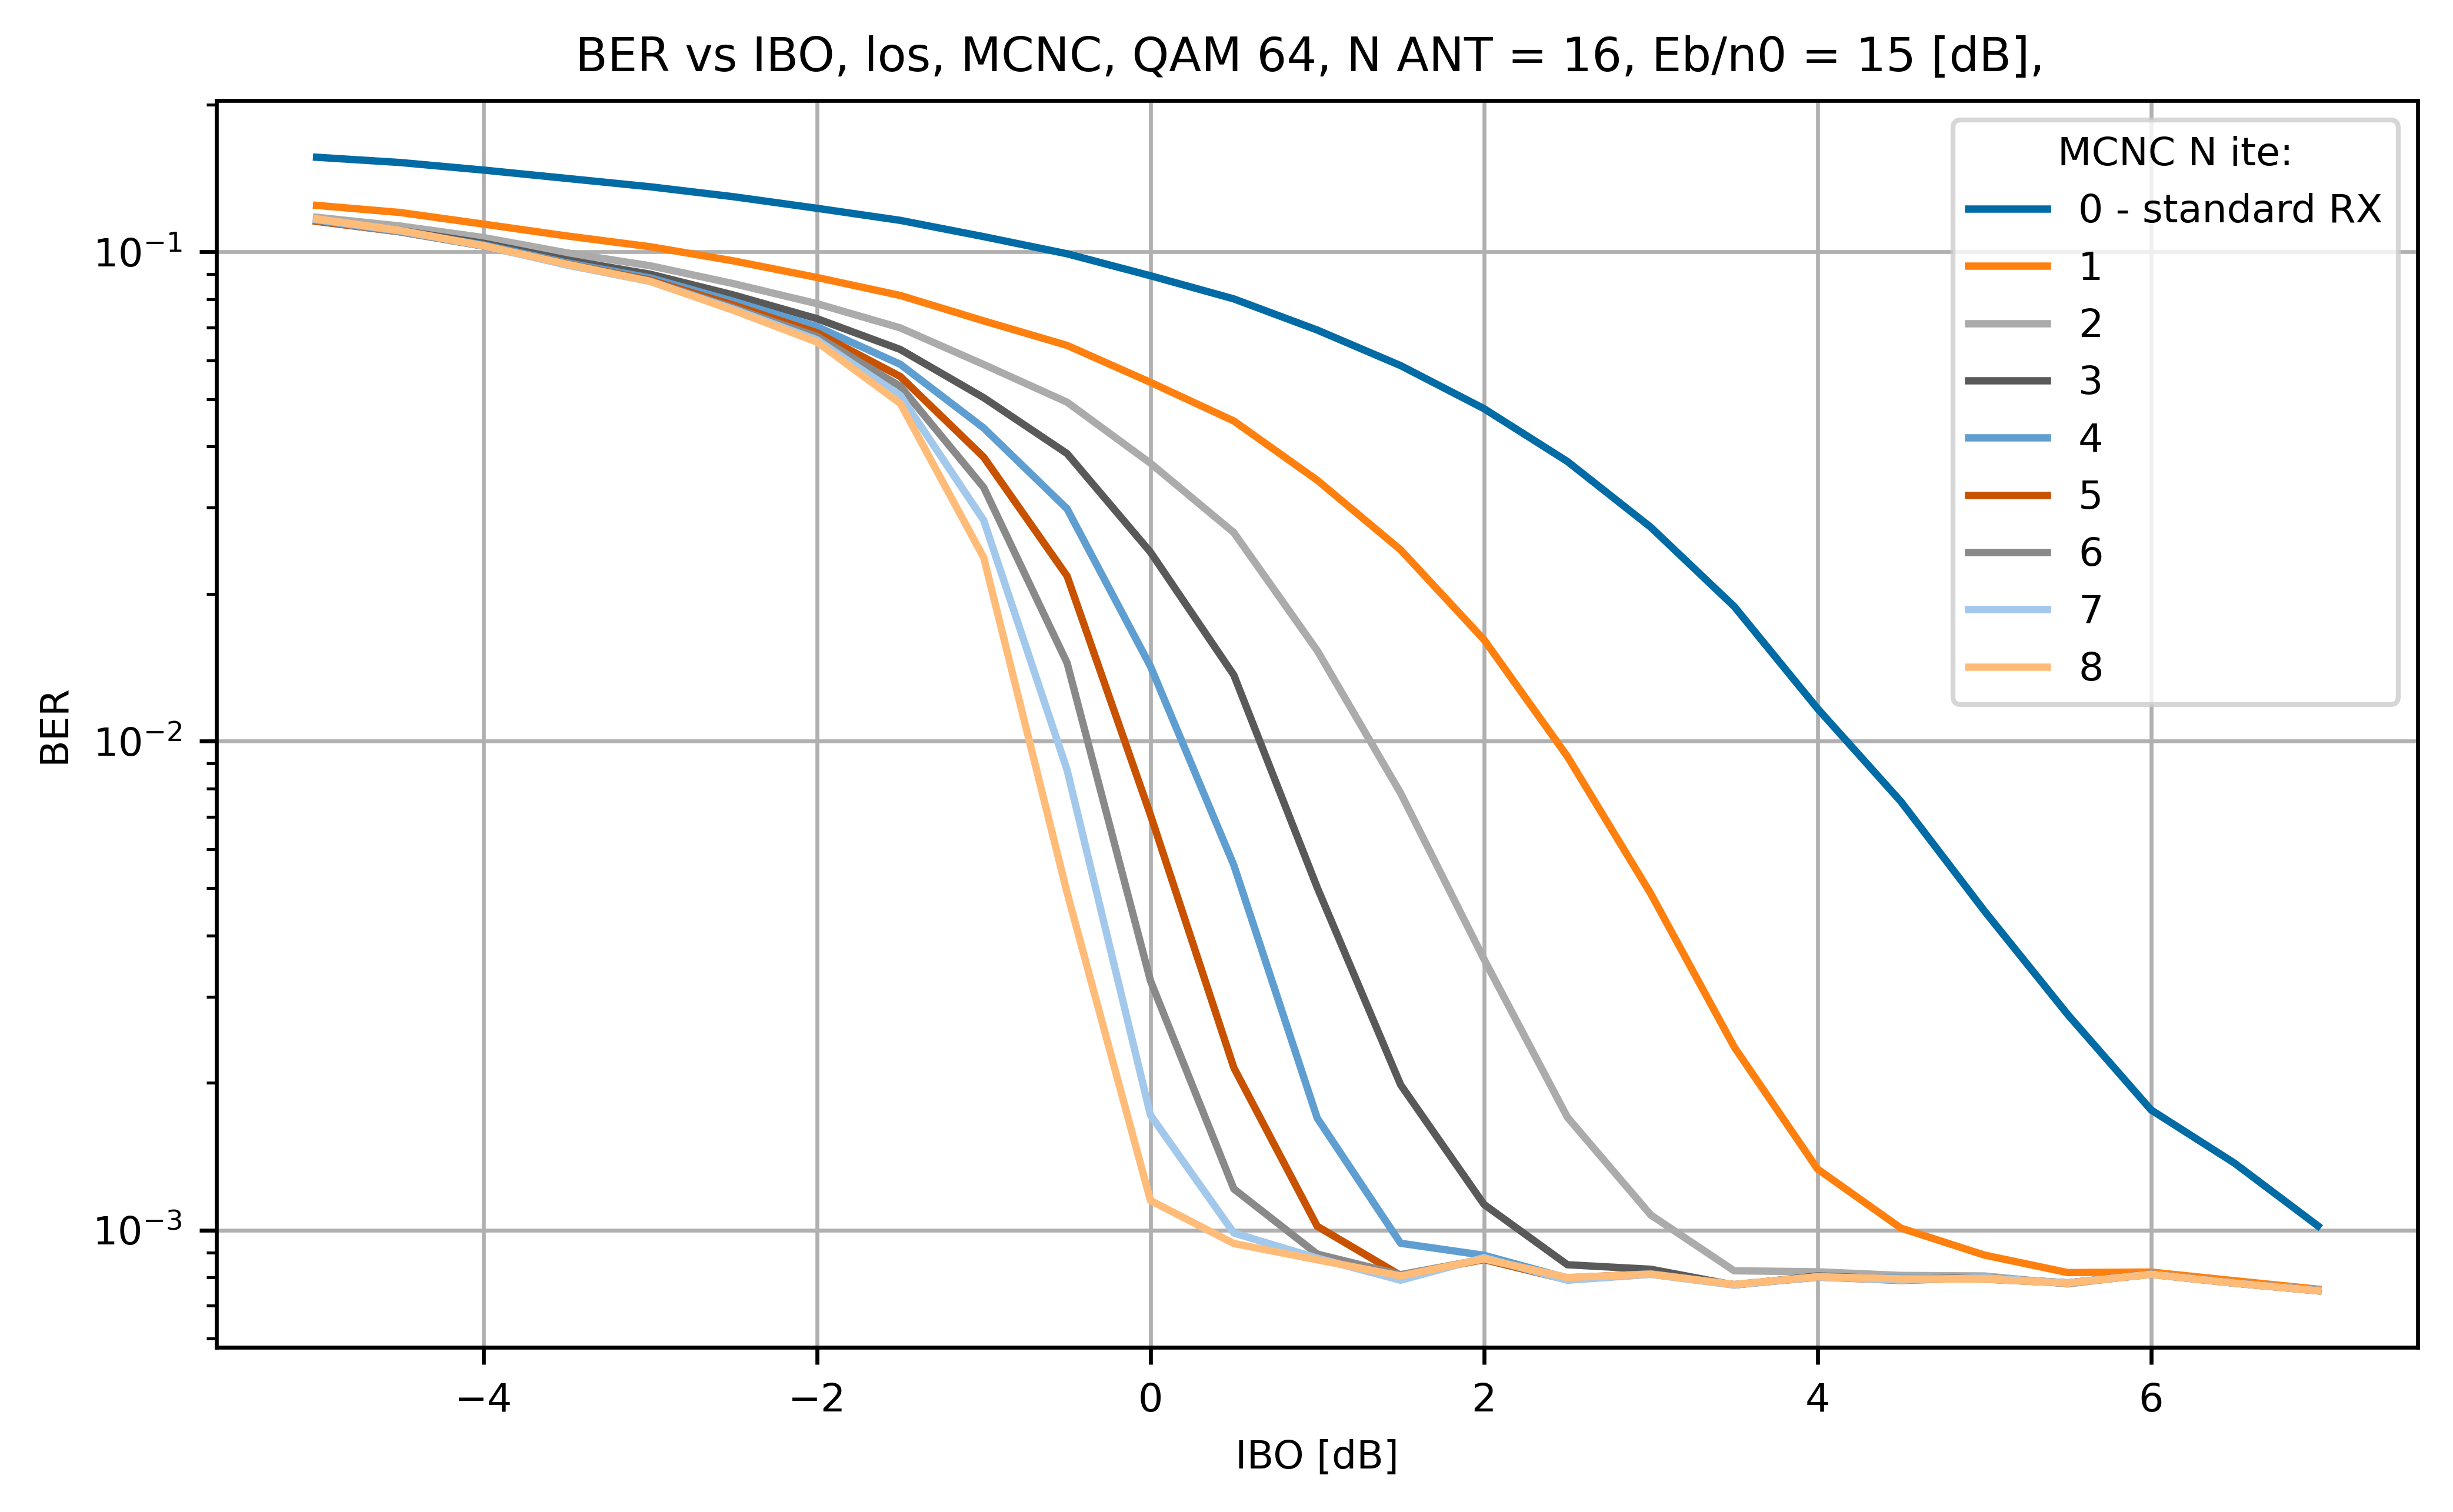 BER vs IBO, los, MCNC, QAM 64, N ANT = 16, Eb/n0 = 15 [dB],
MCNC N ite:
0 - standard RX
1
2
3
4
5
6
7
8
10⁻¹
10⁻²
10⁻³
BER
−4 −2 0 2 4 6
IBO [dB]